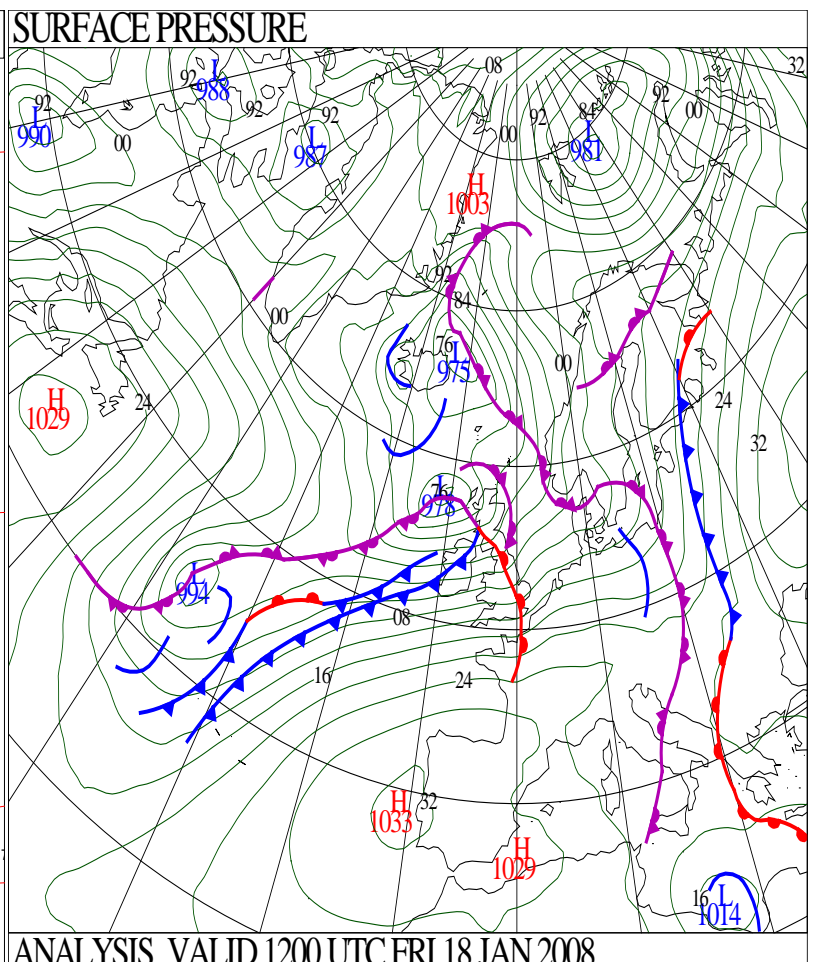 SURFACE PRESSURE
08
32
L
988
92
92
L
990
92
92
00
L
987
00
92
84
L
981
92
00
H
1003
92
84
00
76
L
975
00
H
1029
24
24
32
76
L
978
L
994
08
16
24
H
1033
32
H
1029
16
L
1014
ANALYSIS VALID 1200 UTC FRI 18 JAN 2008